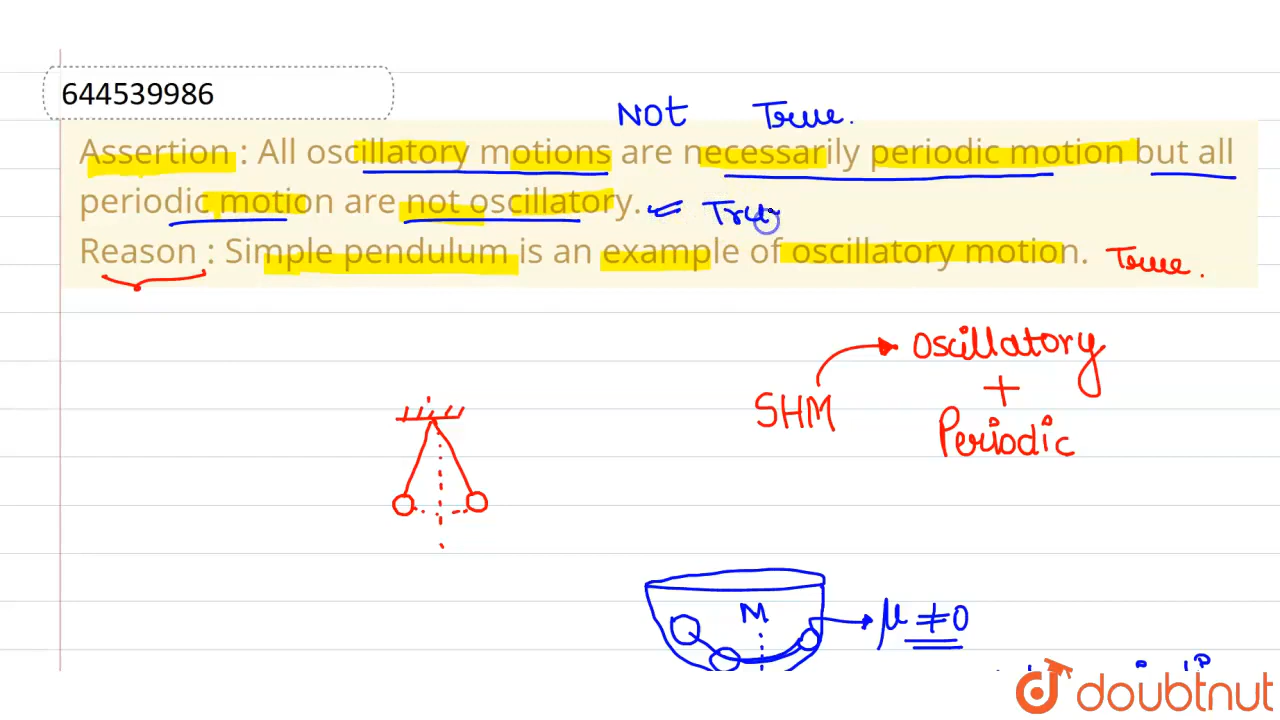 644539986
NOt True.
Assertion : All oscillatory motions are necessarily periodic motion but all
periodic motion are not oscillatory.
Tru
Reason : Simple pendulum is an example of oscillatory motion.
True.
SHM
Oscillatory
+
Periodic
M
μ ≠ 0
doubtnut